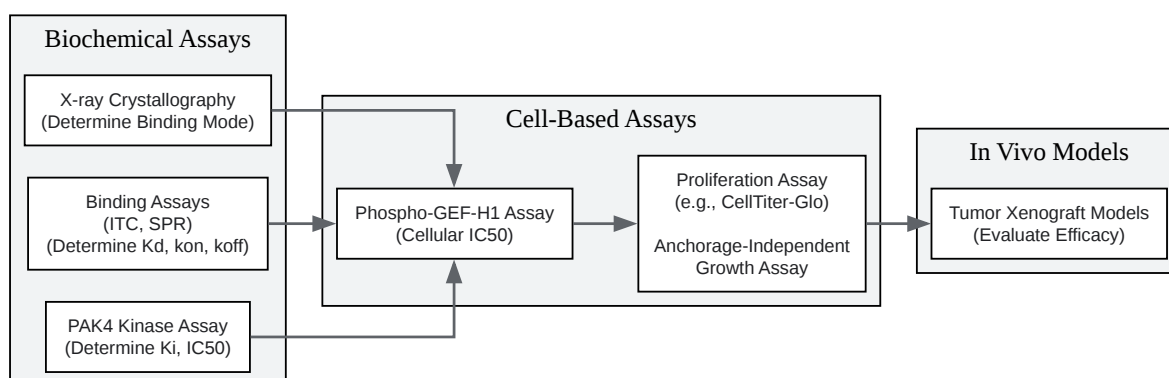 Biochemical Assays
X-ray Crystallography
(Determine Binding Mode)
Binding Assays
(ITC, SPR)
(Determine Kd, kon, koff)
PAK4 Kinase Assay
(Determine Ki, IC50)
Cell-Based Assays
Phospho-GEF-H1 Assay
(Cellular IC50)
Proliferation Assay
(e.g., CellTiter-Glo)
Anchorage-Independent
Growth Assay
In Vivo Models
Tumor Xenograft Models
(Evaluate Efficacy)